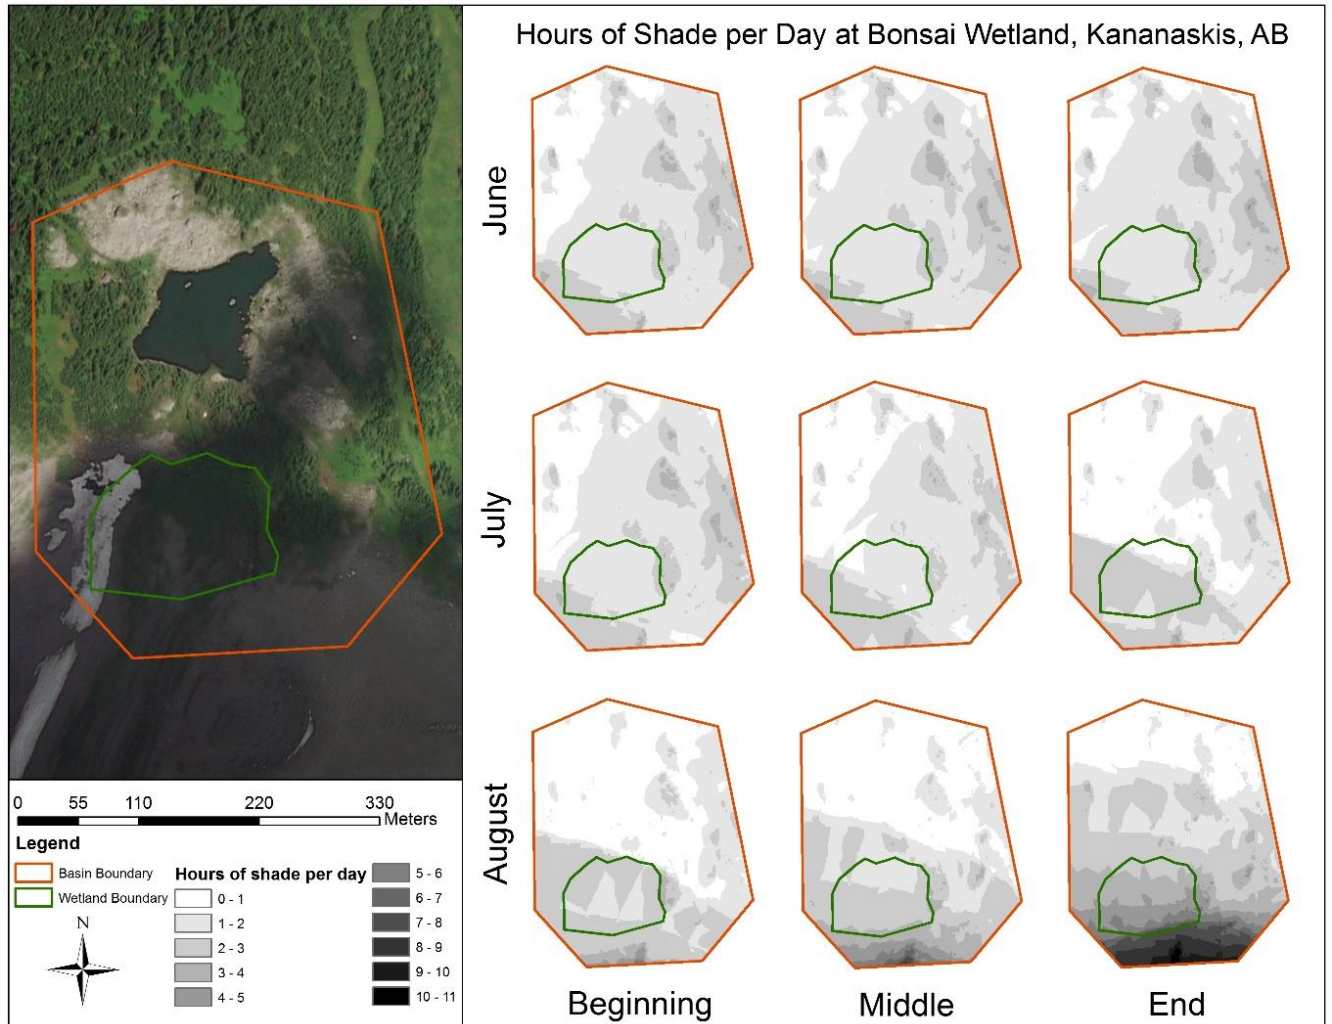 Hours of Shade per Day at Bonsai Wetland, Kananaskis, AB
June
July
August
Beginning
Middle
End
0 55 110 220 330
Meters
Legend
Basin Boundary
Wetland Boundary
N
Hours of shade per day
0 - 1
1 - 2
2 - 3
3 - 4
4 - 5
5 - 6
6 - 7
7 - 8
8 - 9
9 - 10
10 - 11